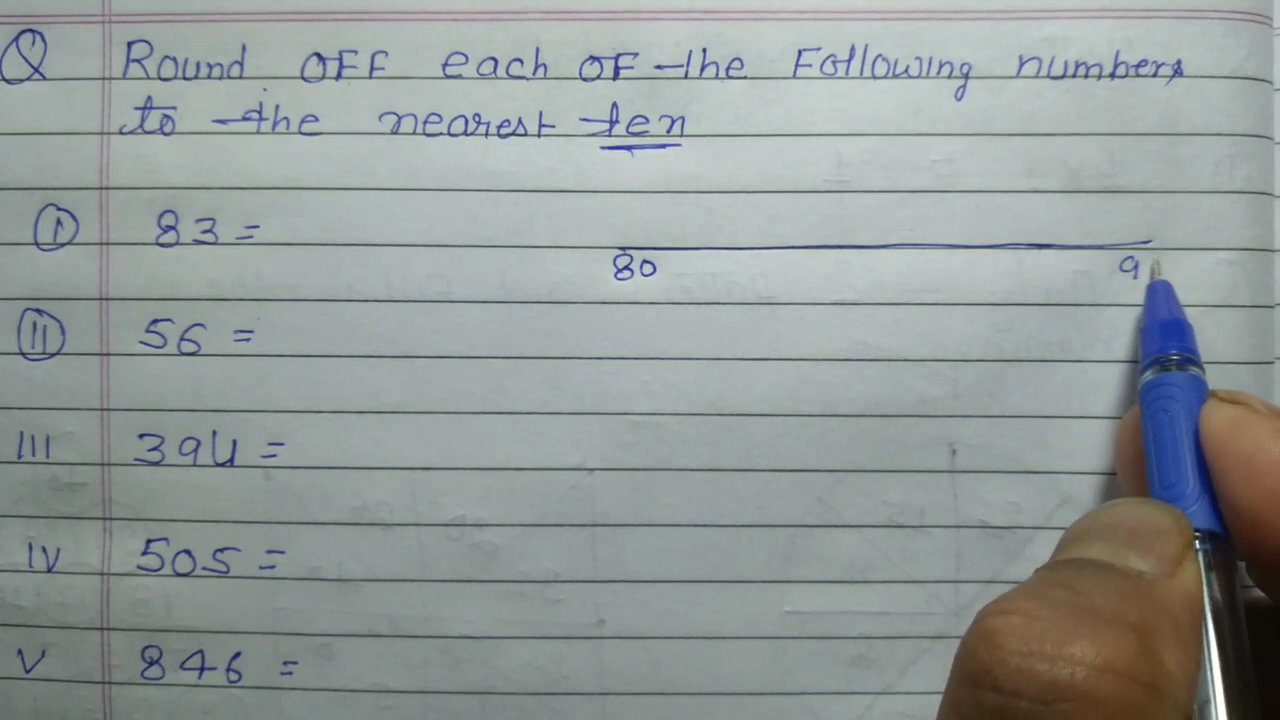 Q Round OFF each OF the Following numbers
to the nearest ten
I 83 =
80 9
II 56 =
III 394 =
IV 505 =
V 846 =